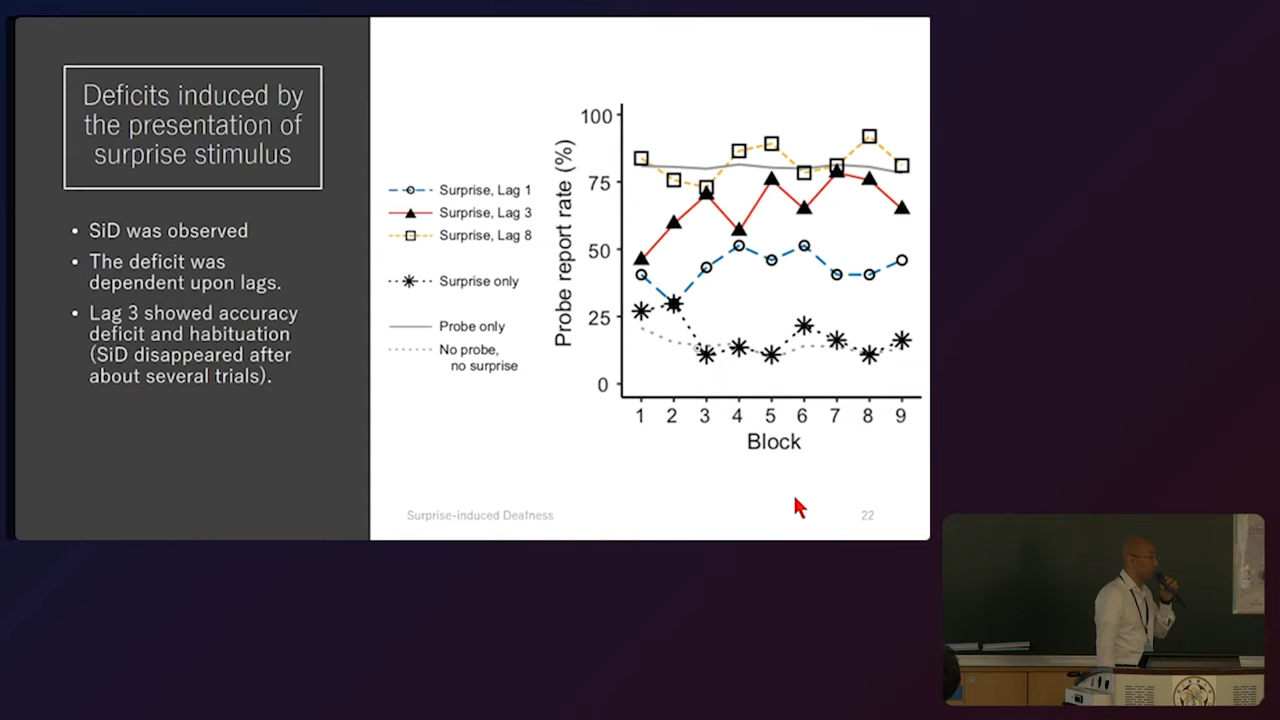 Deficits induced by
the presentation of
surprise stimulus
• SiD was observed
• The deficit was
dependent upon lags.
• Lag 3 showed accuracy
deficit and habituation
(SiD disappeared after
about several trials).
Surprise, Lag 1
Surprise, Lag 3
Surprise, Lag 8
Surprise only
Probe only
No probe,
no surprise
Probe report rate (%)
100
75
50
25
0
1 2 3 4 5 6 7 8 9
Block
Surprise-induced Deafness
22